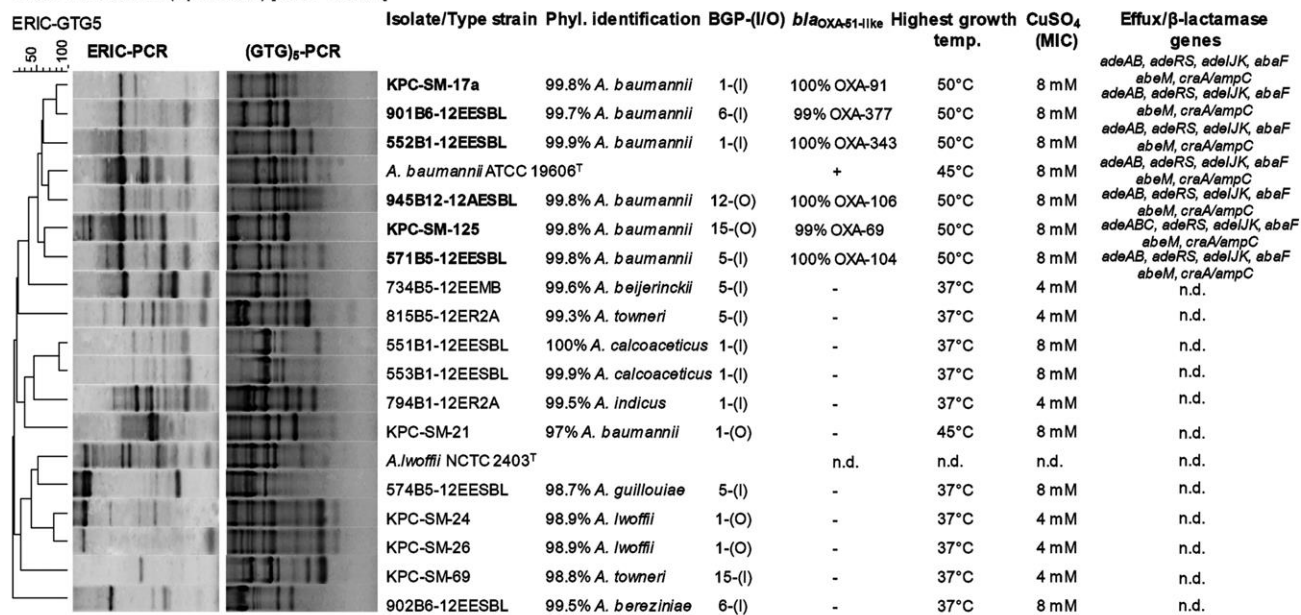 ERIC-GTG5
50
100
ERIC-PCR
(GTG)5-PCR
Isolate/Type strain Phyl. identification BGP-(I/O) blaOXA-51-like Highest growth temp. CuSO4 (MIC) Effux/β-lactamase genes
KPC-SM-17a 99.8% A. baumannii 1-(I) 100% OXA-91 50°C 8 mM adeAB, adeRS, adeIJK, abaF abeM, craA/ampC
901B6-12EESBL 99.7% A. baumannii 6-(I) 99% OXA-377 50°C 8 mM adeAB, adeRS, adeIJK, abaF abeM, craA/ampC
552B1-12EESBL 99.9% A. baumannii 1-(I) 100% OXA-343 50°C 8 mM adeAB, adeRS, adeIJK, abaF abeM, craA/ampC
A. baumannii ATCC 19606T + 45°C 8 mM adeAB, adeRS, adeIJK, abaF abeM, craA/ampC
945B12-12AESBL 99.8% A. baumannii 12-(O) 100% OXA-106 50°C 8 mM adeAB, adeRS, adeIJK, abaF abeM, craA/ampC
KPC-SM-125 99.8% A. baumannii 15-(O) 99% OXA-69 50°C 8 mM adeABC, adeRS, adeIJK, abaF abeM, craA/ampC
571B5-12EESBL 99.8% A. baumannii 5-(I) 100% OXA-104 50°C 8 mM adeAB, adeRS, adeIJK, abaF abeM, craA/ampC
734B5-12EEMB 99.6% A. beijerinckii 5-(I) - 37°C 4 mM n.d.
815B5-12ER2A 99.3% A. towneri 5-(I) - 37°C 4 mM n.d.
551B1-12EESBL 100% A. calcoaceticus 1-(I) - 37°C 8 mM n.d.
553B1-12EESBL 99.9% A. calcoaceticus 1-(I) - 37°C 8 mM n.d.
794B1-12ER2A 99.5% A. indicus 1-(I) - 37°C 4 mM n.d.
KPC-SM-21 97% A. baumannii 1-(O) - 45°C 8 mM n.d.
A.lwoffii NCTC 2403T n.d. n.d. n.d. n.d.
574B5-12EESBL 98.7% A. guillouiae 5-(I) - 37°C 8 mM n.d.
KPC-SM-24 98.9% A. lwoffii 1-(O) - 37°C 4 mM n.d.
KPC-SM-26 98.9% A. lwoffii 1-(O) - 37°C 4 mM n.d.
KPC-SM-69 98.8% A. towneri 15-(I) - 37°C 4 mM n.d.
902B6-12EESBL 99.5% A. bereziniae 6-(I) - 37°C 8 mM n.d.